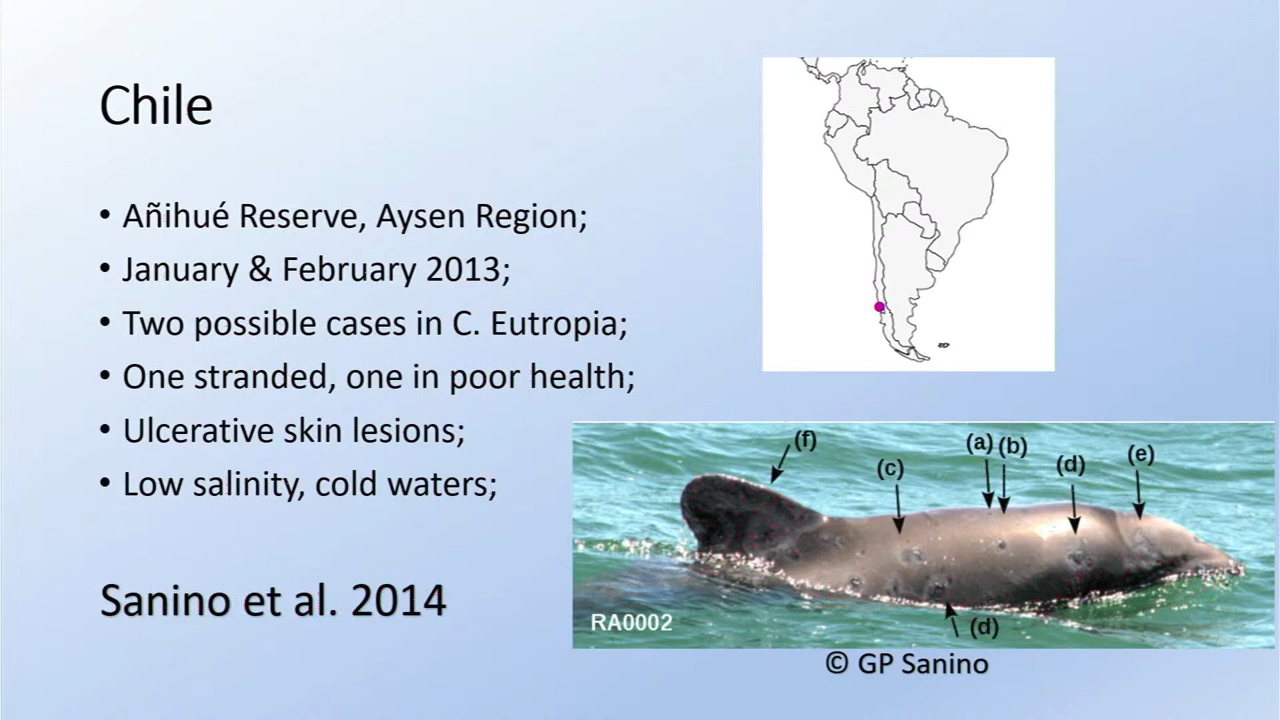 Chile
• Añihué Reserve, Aysen Region;
• January & February 2013;
• Two possible cases in C. Eutropia;
• One stranded, one in poor health;
• Ulcerative skin lesions;
• Low salinity, cold waters;
Sanino et al. 2014
(f)
(c)
(a) (b)
(d)
(e)
RA0002
(d)
© GP Sanino